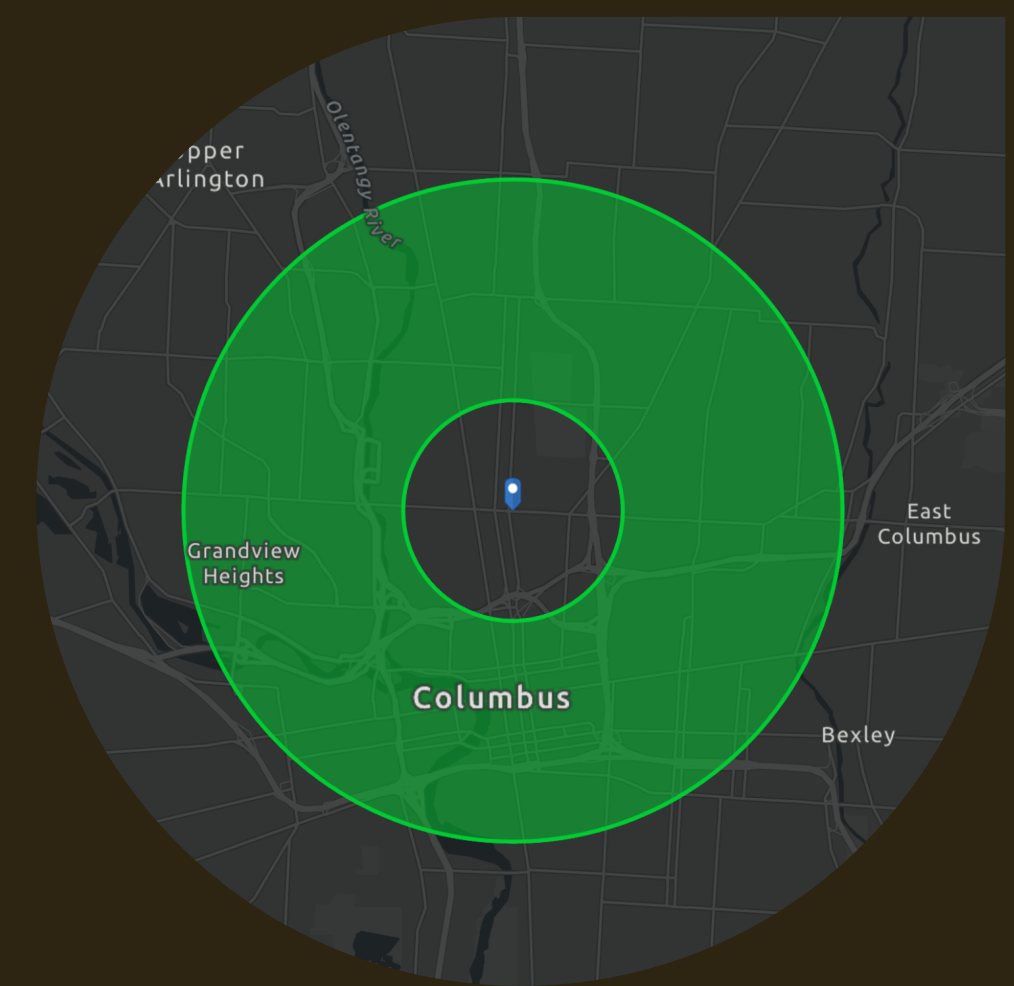 Olentangy River
pper
Arlington
Grandview
Heights
East
Columbus
Columbus
Bexley